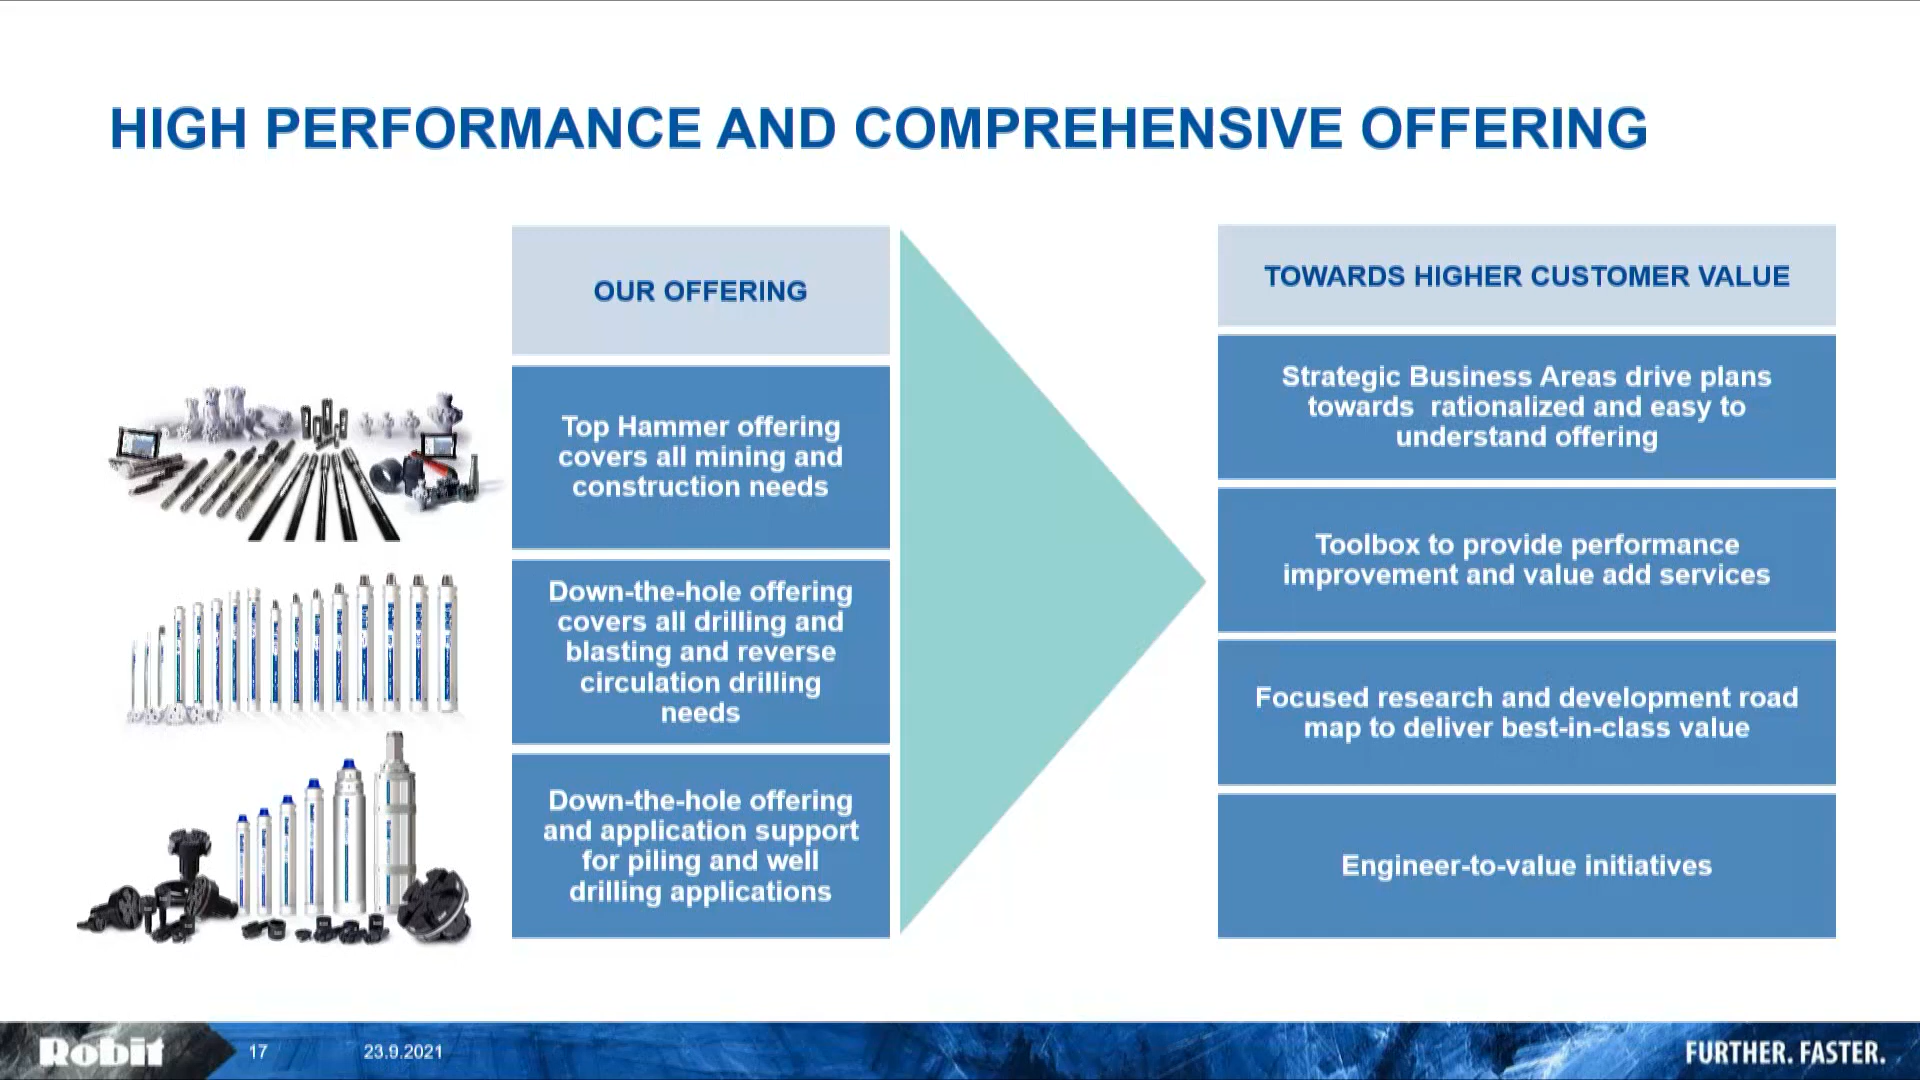 HIGH PERFORMANCE AND COMPREHENSIVE OFFERING
OUR OFFERING
Top Hammer offering
covers all mining and
construction needs
Down-the-hole offering
covers all drilling and
blasting and reverse
circulation drilling
needs
Down-the-hole offering
and application support
for piling and well
drilling applications
TOWARDS HIGHER CUSTOMER VALUE
Strategic Business Areas drive plans
towards  rationalized and easy to
understand offering
Toolbox to provide performance
improvement and value add services
Focused research and development road
map to deliver best-in-class value
Engineer-to-value initiatives
Robit
17
23.9.2021
FURTHER. FASTER.